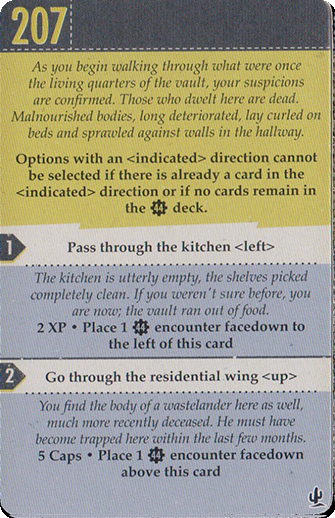 207
As you begin walking through what were once
the living quarters of the vault, your suspicions
are confirmed. Those who dwelt here are dead.
Malnourished bodies, long deteriorated, lay curled on
beds and sprawled against walls in the hallway.
Options with an <indicated> direction cannot
be selected if there is already a card in the
<indicated> direction or if no cards remain in
the 44 deck.
1
Pass through the kitchen <left>
The kitchen is utterly empty, the shelves picked
completely clean. If you weren't sure before, you
are now; the vault ran out of food.
2 XP • Place 1 44 encounter facedown to
the left of this card
2
Go through the residential wing <up>
You find the body of a wastelander here as well,
much more recently deceased. He must have
become trapped here within the last few months.
5 Caps • Place 1 44 encounter facedown
above this card